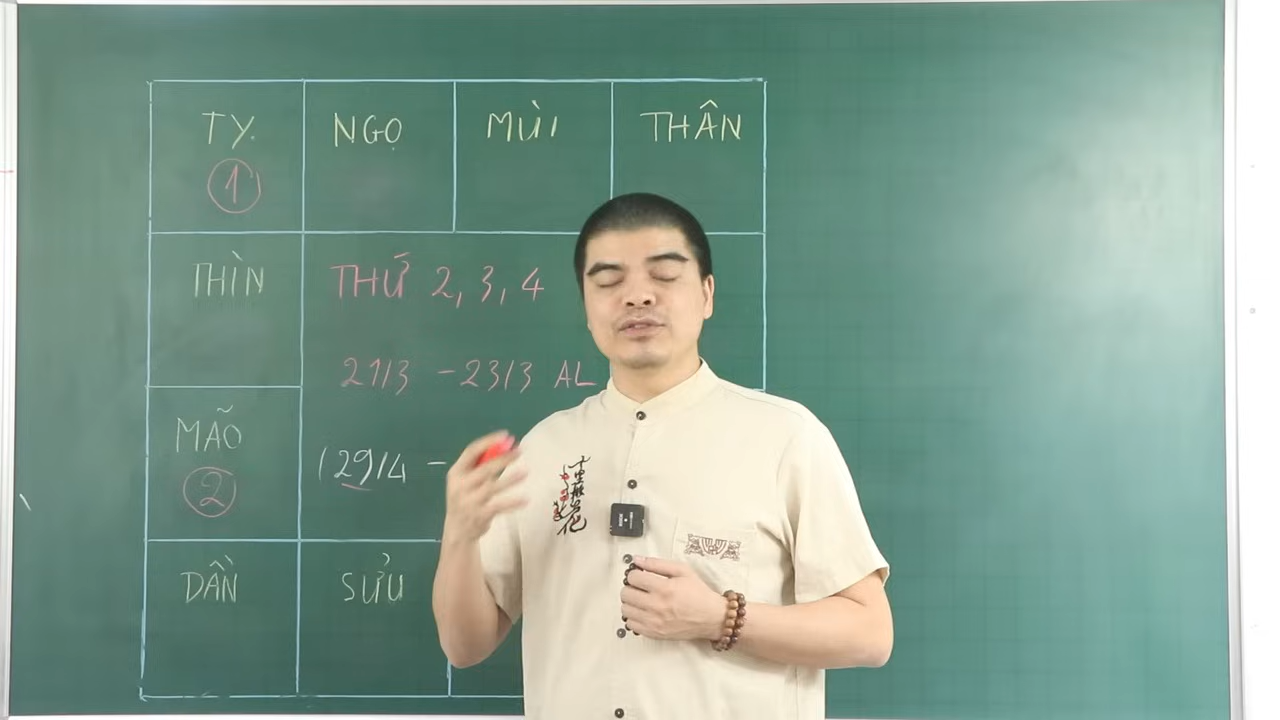 TỴ NGỌ MÙI THÂN
1
THÌN THỨ 2, 3, 4
21/3 - 23/3 AL
MÃO
(29/4 -
2
DẦN SỬU